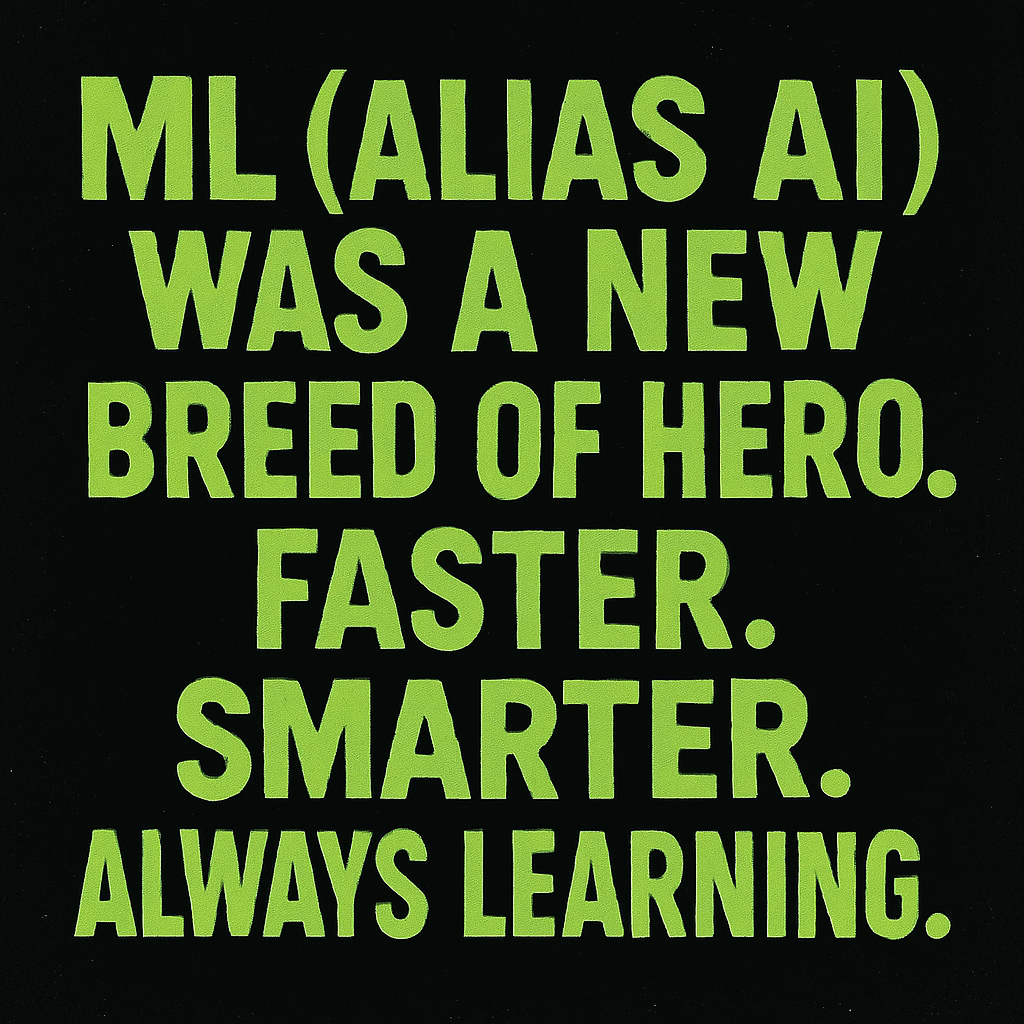 ML (ALIAS AI)
WAS A NEW
BREED OF HERO.
FASTER.
SMARTER.
ALWAYS LEARNING.